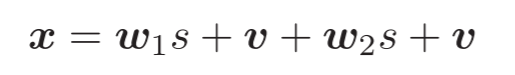 x = w₁s + v + w₂s + v